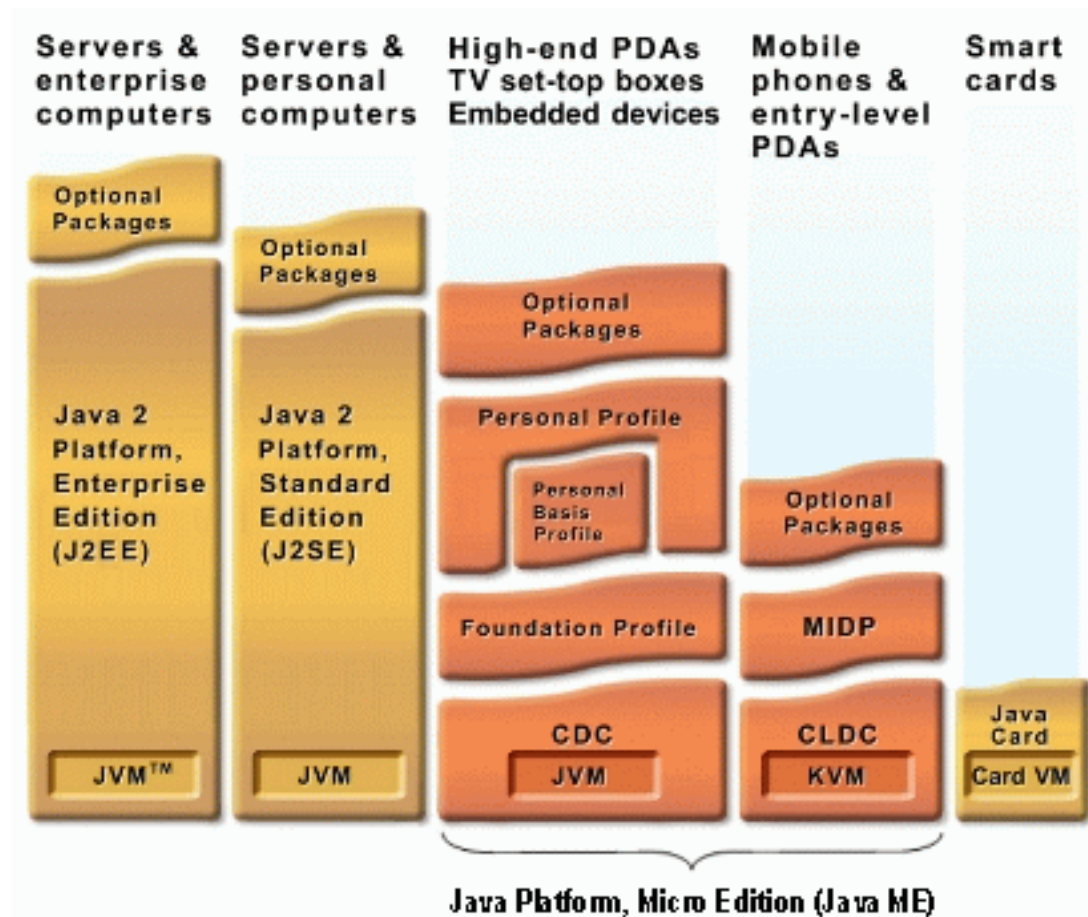 Servers &
enterprise
computers
Servers &
personal
computers
High-end PDAs
TV set-top boxes
Embedded devices
Mobile
phones &
entry-level
PDAs
Smart
cards
Optional
Packages
Java 2
Platform,
Enterprise
Edition
(J2EE)
JVM™
Optional
Packages
Java 2
Platform,
Standard
Edition
(J2SE)
JVM
Optional
Packages
Personal Profile
Personal
Basis
Profile
Foundation Profile
CDC
JVM
Optional
Packages
MIDP
CLDC
KVM
Java
Card
Card VM
Java Platform, Micro Edition (Java ME)